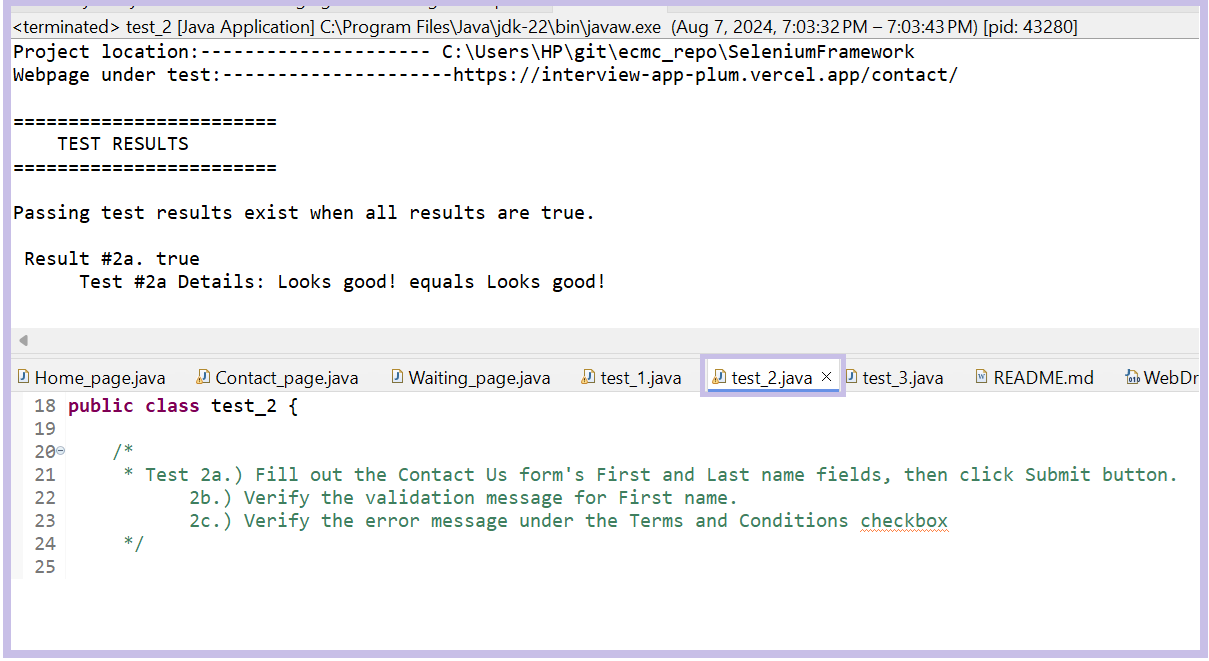 <terminated> test_2 [Java Application] C:\Program Files\Java\jdk-22\bin\javaw.exe  (Aug 7, 2024, 7:03:32 PM – 7:03:43 PM) [pid: 43280]
Project location:--------------------- C:\Users\HP\git\ecmc_repo\SeleniumFramework
Webpage under test:---------------------https://interview-app-plum.vercel.app/contact/
========================
TEST RESULTS
========================
Passing test results exist when all results are true.
Result #2a. true
Test #2a Details: Looks good! equals Looks good!
Home_page.java Contact_page.java Waiting_page.java test_1.java test_2.java × test_3.java README.md WebDr
18 public class test_2 {
19
20 /*
21 * Test 2a.) Fill out the Contact Us form's First and Last name fields, then click Submit button.
22 2b.) Verify the validation message for First name.
23 2c.) Verify the error message under the Terms and Conditions checkbox
24 */
25